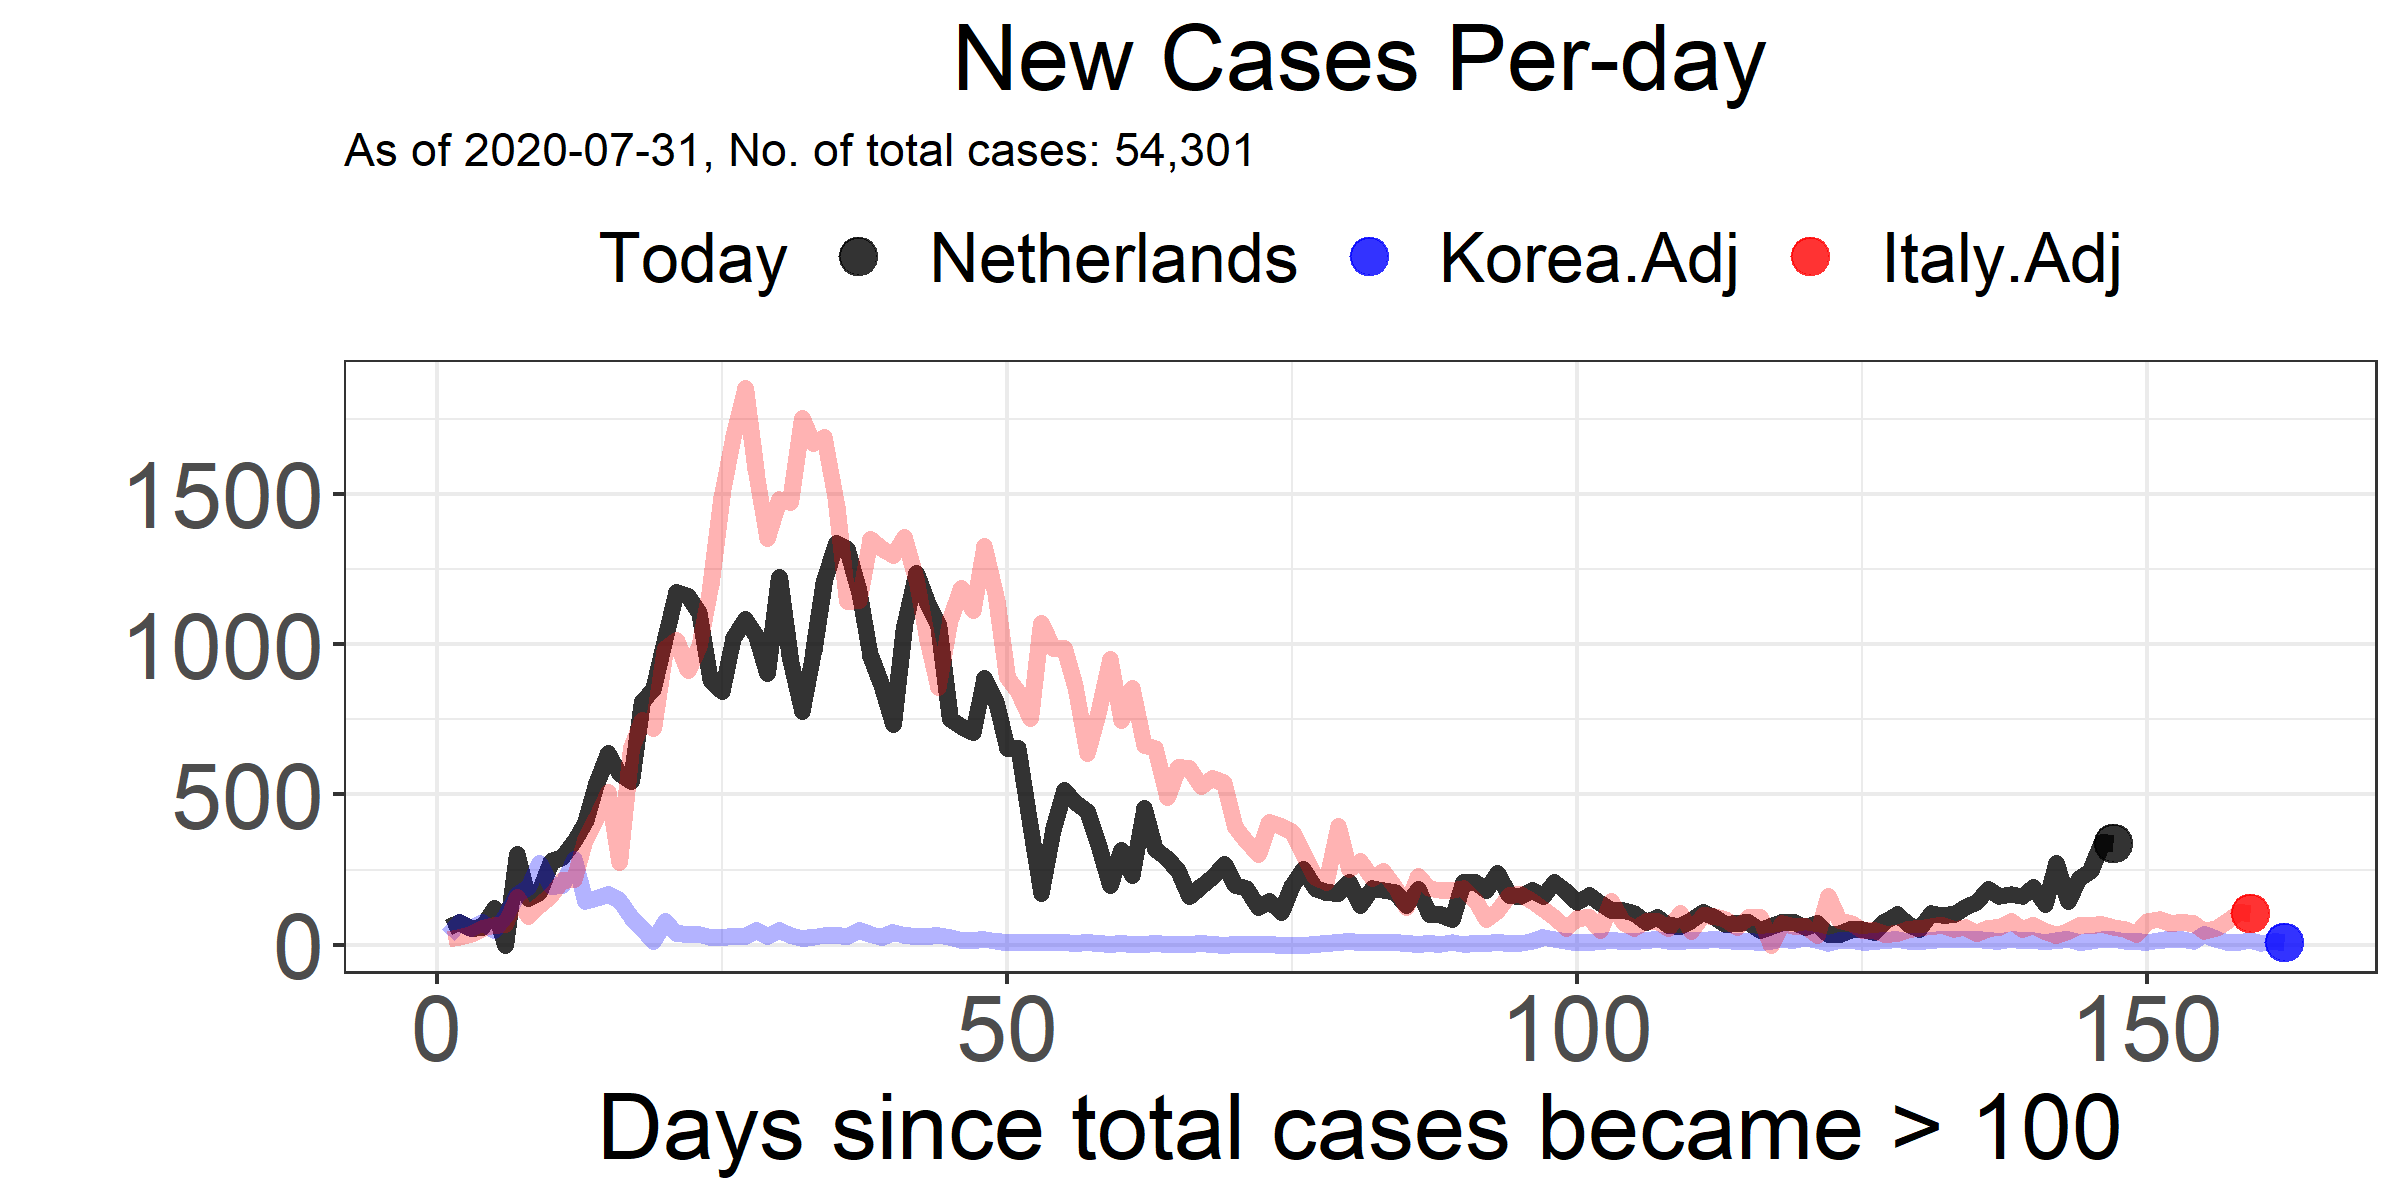 New Cases Per-day
As of 2020-07-31, No. of total cases: 54,301
Today Netherlands Korea.Adj Italy.Adj
1500
1000
500
0
0 50 100 150
Days since total cases became > 100